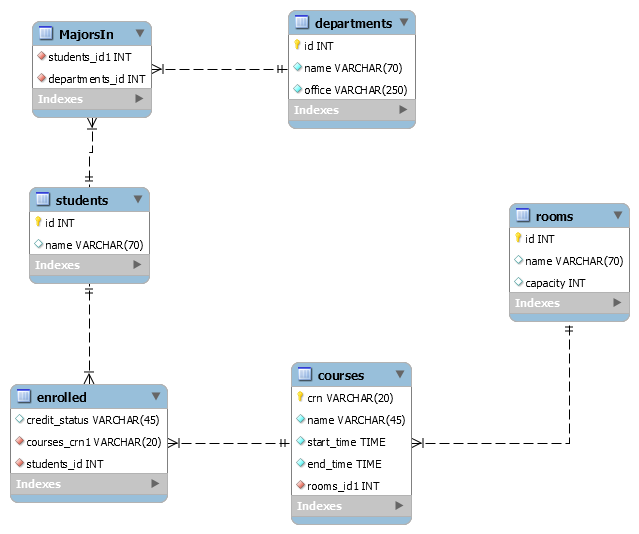 MajorsIn
students_id1 INT
departments_id INT
Indexes
departments
id INT
name VARCHAR(70)
office VARCHAR(250)
Indexes
students
id INT
name VARCHAR(70)
Indexes
rooms
id INT
name VARCHAR(70)
capacity INT
Indexes
enrolled
credit_status VARCHAR(45)
courses_crn1 VARCHAR(20)
students_id INT
Indexes
courses
crn VARCHAR(20)
name VARCHAR(45)
start_time TIME
end_time TIME
rooms_id1 INT
Indexes